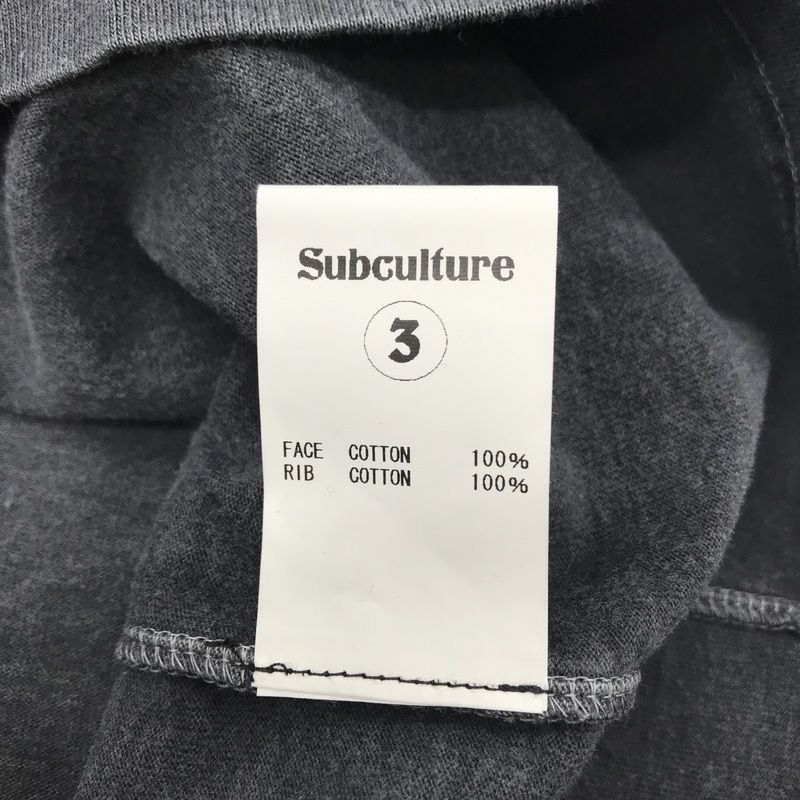 Subculture
3
FACE COTTON 100%
RIB COTTON 100%